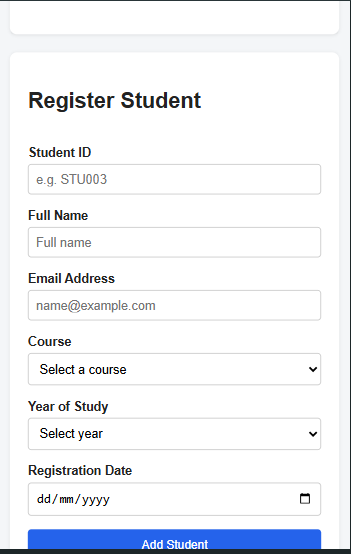 Register Student
Student ID
e.g. STU003
Full Name
Full name
Email Address
name@example.com
Course
Select a course
Year of Study
Select year
Registration Date
dd/mm/yyyy
Add Student